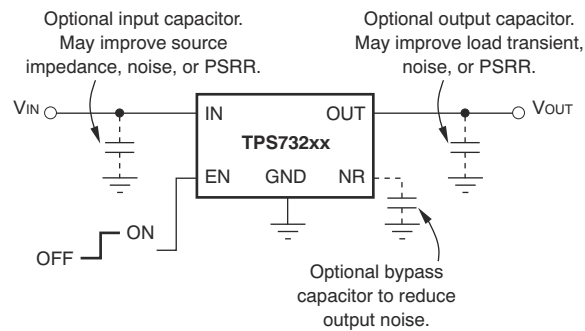 Optional input capacitor.
May improve source
impedance, noise, or PSRR.
Optional output capacitor.
May improve load transient,
noise, or PSRR.
VIN
IN
OUT
VOUT
TPS732xx
EN
GND
NR
ON
OFF
Optional bypass
capacitor to reduce
output noise.